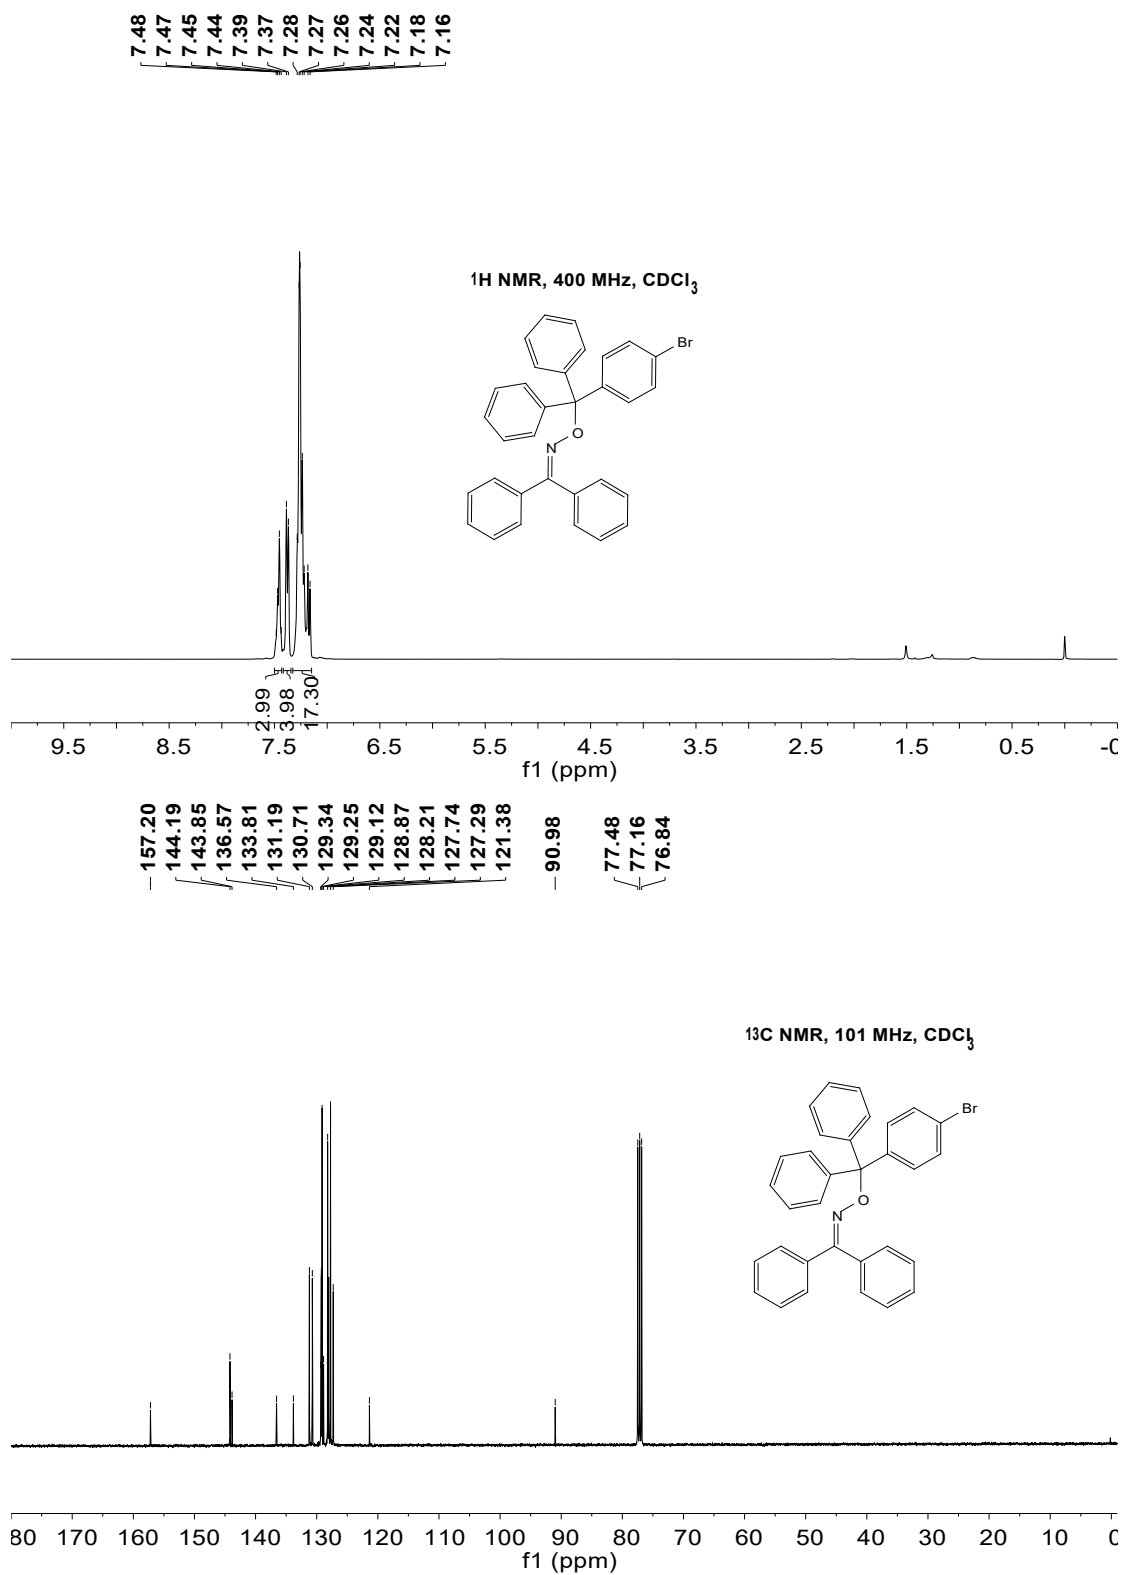 7.48
7.47
7.45
7.44
7.39
7.37
7.28
7.27
7.26
7.24
7.22
7.18
7.16
1H NMR, 400 MHz, CDCl3
Br
O
N
2.99
3.98
17.30
9.5 8.5 7.5 6.5 5.5 4.5 3.5 2.5 1.5 0.5 -0
f1 (ppm)
157.20
144.19
143.85
136.57
133.81
131.19
130.71
129.34
129.25
129.12
128.87
128.21
127.74
127.29
121.38
90.98
77.48
77.16
76.84
13C NMR, 101 MHz, CDCl3
Br
O
N
80 170 160 150 140 130 120 110 100 90 80 70 60 50 40 30 20 10 0
f1 (ppm)